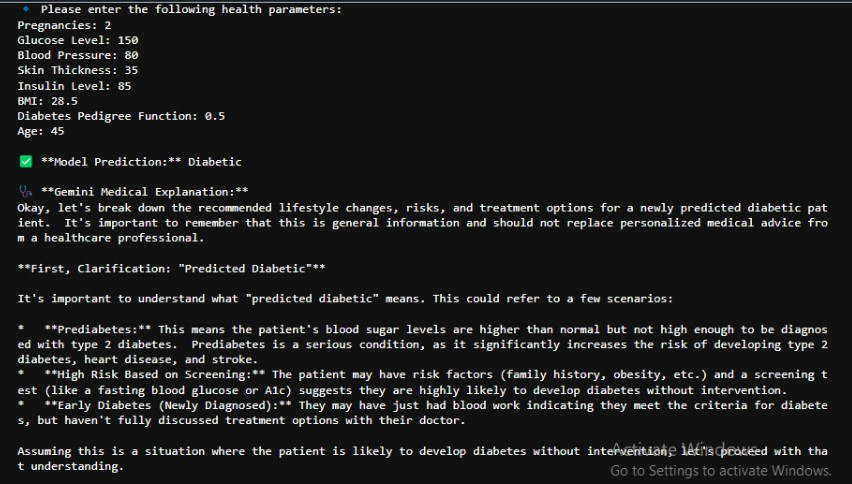 🔹 Please enter the following health parameters:
Pregnancies: 2
Glucose Level: 150
Blood Pressure: 80
Skin Thickness: 35
Insulin Level: 85
BMI: 28.5
Diabetes Pedigree Function: 0.5
Age: 45
✅ **Model Prediction:** Diabetic
🩺 **Gemini Medical Explanation:**
Okay, let's break down the recommended lifestyle changes, risks, and treatment options for a newly predicted diabetic pat
ient.  It's important to remember that this is general information and should not replace personalized medical advice fro
m a healthcare professional.
**First, Clarification: "Predicted Diabetic"**
It's important to understand what "predicted diabetic" means. This could refer to a few scenarios:
*   **Prediabetes:** This means the patient's blood sugar levels are higher than normal but not high enough to be diagnos
ed with type 2 diabetes.  Prediabetes is a serious condition, as it significantly increases the risk of developing type 2
diabetes, heart disease, and stroke.
*   **High Risk Based on Screening:** The patient may have risk factors (family history, obesity, etc.) and a screening t
est (like a fasting blood glucose or A1c) suggests they are highly likely to develop diabetes without intervention.
*   **Early Diabetes (Newly Diagnosed):** They may have just had blood work indicating they meet the criteria for diabete
s, but haven't fully discussed treatment options with their doctor.
Assuming this is a situation where the patient is likely to develop diabetes without intervention, let's proceed with tha
t understanding.
Activate Windows
Go to Settings to activate Windows.